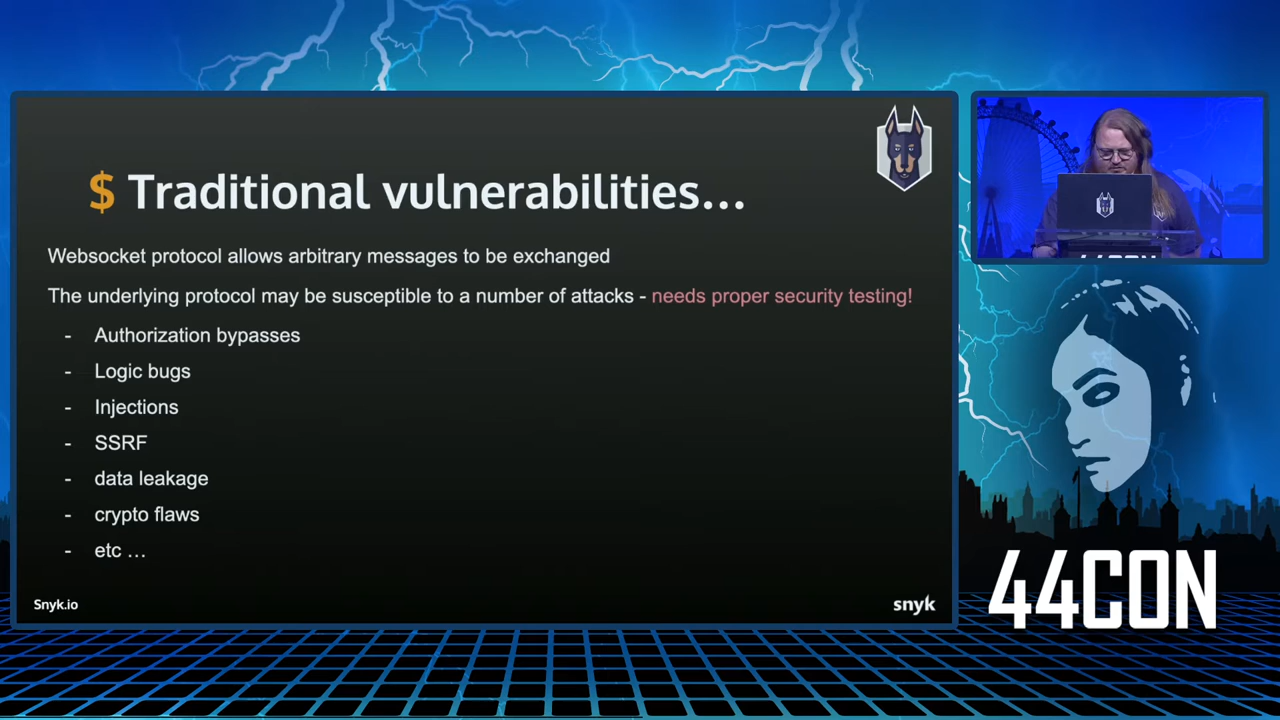 $ Traditional vulnerabilities...
Websocket protocol allows arbitrary messages to be exchanged
The underlying protocol may be susceptible to a number of attacks - needs proper security testing!
- Authorization bypasses
- Logic bugs
- Injections
- SSRF
- data leakage
- crypto flaws
- etc ...
Snyk.io
snyk
44CON